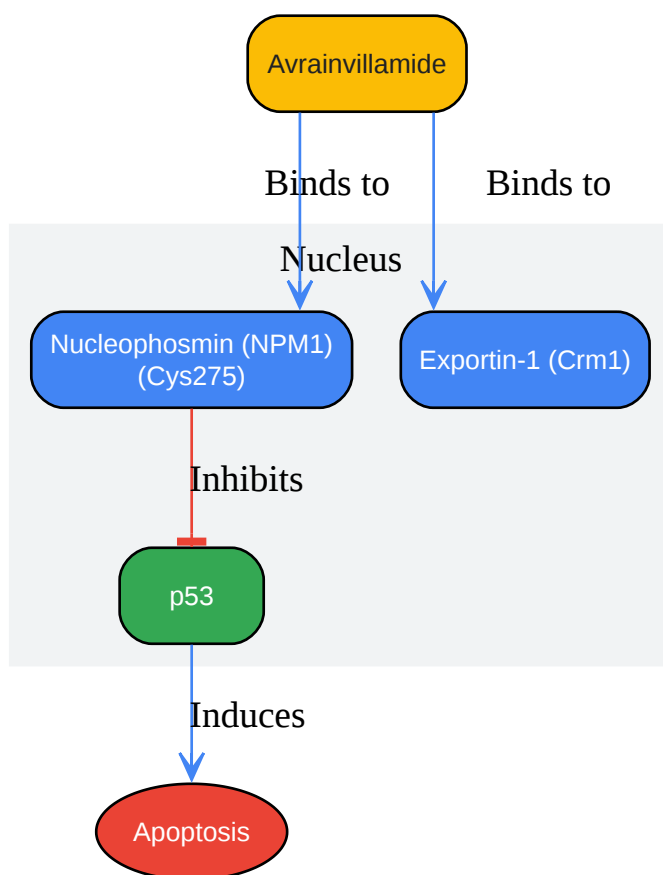 Avrainvillamide
Binds to
Binds to
Nucleus
Nucleophosmin (NPM1)
(Cys275)
Exportin-1 (Crm1)
Inhibits
p53
Induces
Apoptosis